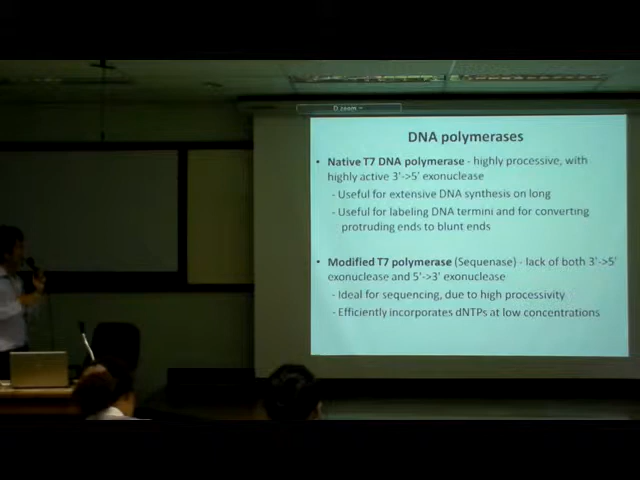 DNA polymerases
• Native T7 DNA polymerase - highly processive, with
highly active 3'->5' exonuclease
- Useful for extensive DNA synthesis on long
- Useful for labeling DNA termini and for converting
protruding ends to blunt ends
• Modified T7 polymerase (Sequenase) - lack of both 3'->5'
exonuclease and 5'->3' exonuclease
- Ideal for sequencing, due to high processivity
- Efficiently incorporates dNTPs at low concentrations